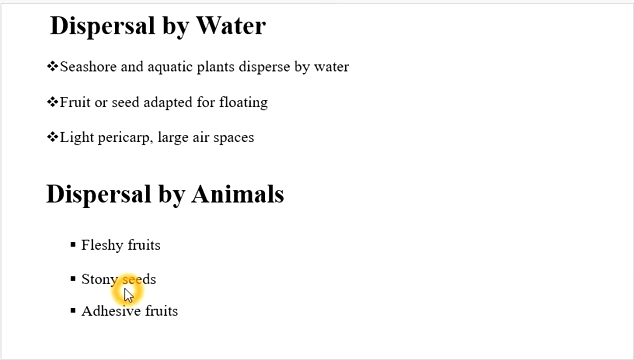 Dispersal by Water
❖Seashore and aquatic plants disperse by water
❖Fruit or seed adapted for floating
❖Light pericarp, large air spaces
Dispersal by Animals
▪ Fleshy fruits
▪ Stony seeds
▪ Adhesive fruits